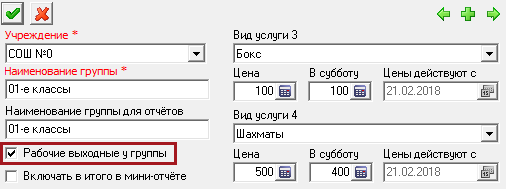 Учреждение *
СОШ №0
Наименование группы *
01-е классы
Наименование группы для отчётов
01-е классы
Рабочие выходные у группы
Включать в итого в мини-отчёте
Вид услуги 3
Бокс
Цена В субботу Цены действуют с
100 100 21.02.2018
Вид услуги 4
Шахматы
Цена В субботу Цены действуют с
500 400 21.02.2018